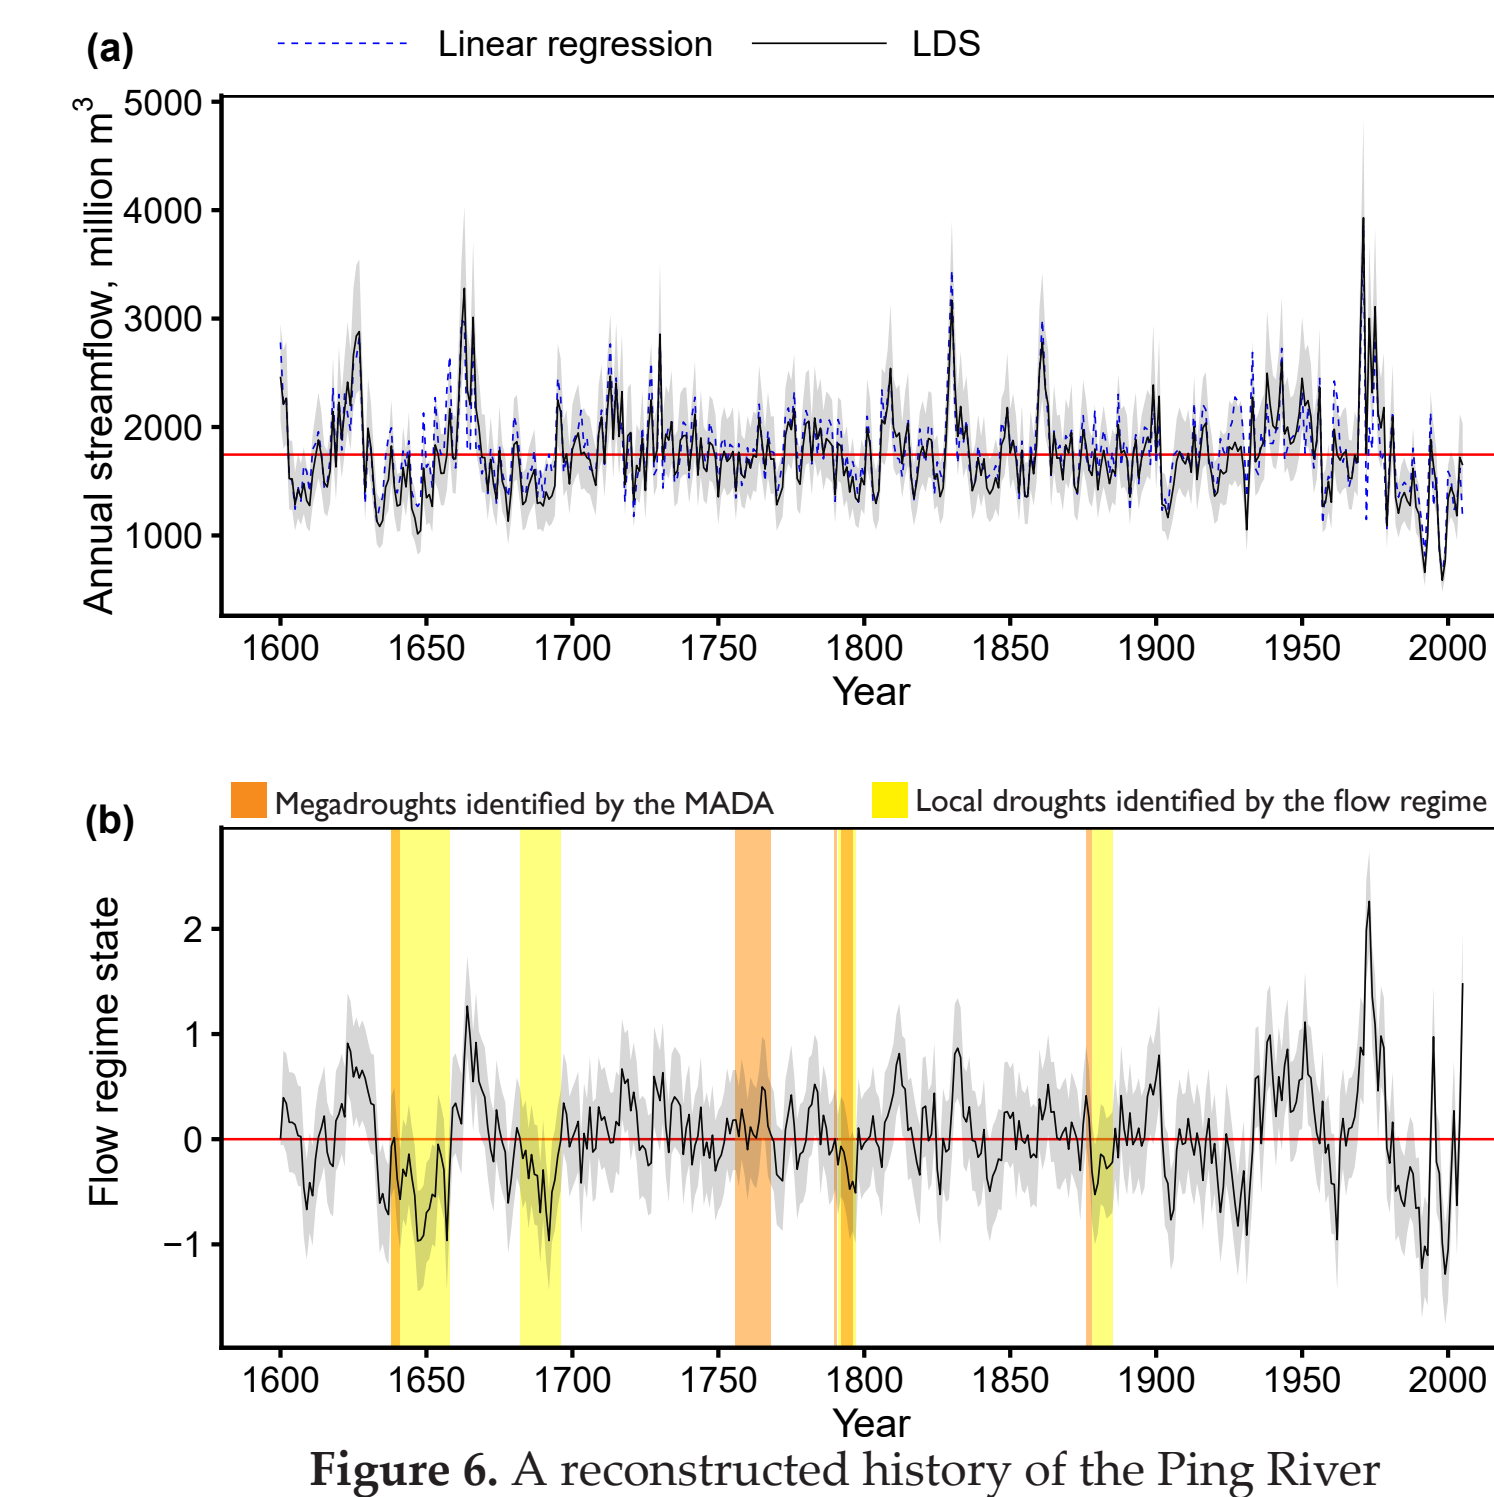 (a)
Linear regression LDS
Annual streamflow, million m³
5000
4000
3000
2000
1000
1600 1650 1700 1750 1800 1850 1900 1950 2000
Year
Megadroughts identified by the MADA Local droughts identified by the flow regime
(b)
Flow regime state
2
1
0
−1
1600 1650 1700 1750 1800 1850 1900 1950 2000
Year
Figure 6. A reconstructed history of the Ping River